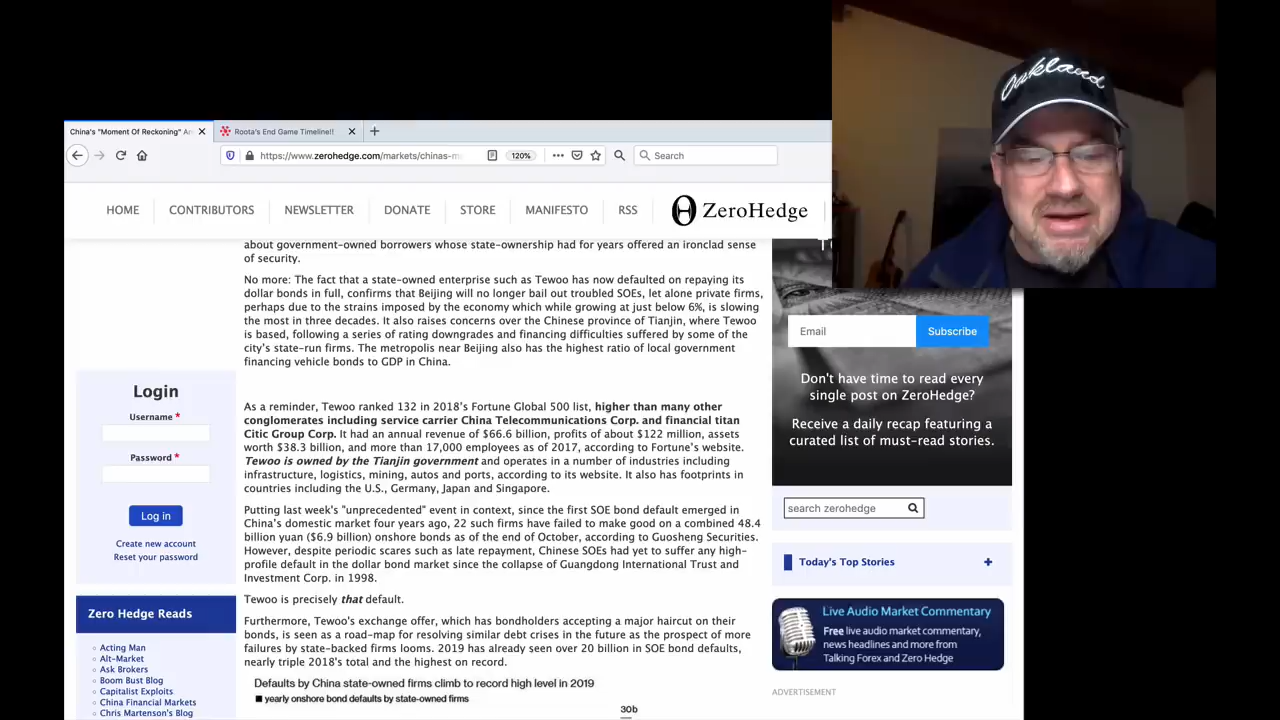 Oakland
China's "Moment Of Reckoning"
Roota's End Game Timeline!!
https://www.zerohedge.com/markets/chinas-m
120%
Search
HOME
CONTRIBUTORS
NEWSLETTER
DONATE
STORE
MANIFESTO
RSS
ZeroHedge
about government-owned borrowers whose state-ownership had for years offered an ironclad sense
of security.
No more: The fact that a state-owned enterprise such as Tewoo has now defaulted on repaying its
dollar bonds in full, confirms that Beijing will no longer bail out troubled SOEs, let alone private firms,
perhaps due to the strains imposed by the economy which while growing at just below 6%, is slowing
the most in three decades. It also raises concerns over the Chinese province of Tianjin, where Tewoo
is based, following a series of rating downgrades and financing difficulties suffered by some of the
city's state-run firms. The metropolis near Beijing also has the highest ratio of local government
financing vehicle bonds to GDP in China.
As a reminder, Tewoo ranked 132 in 2018's Fortune Global 500 list, higher than many other
conglomerates including service carrier China Telecommunications Corp. and financial titan
Citic Group Corp. It had an annual revenue of $66.6 billion, profits of about $122 million, assets
worth $38.3 billion, and more than 17,000 employees as of 2017, according to Fortune's website.
Tewoo is owned by the Tianjin government and operates in a number of industries including
infrastructure, logistics, mining, autos and ports, according to its website. It also has footprints in
countries including the U.S., Germany, Japan and Singapore.
Putting last week's "unprecedented" event in context, since the first SOE bond default emerged in
China's domestic market four years ago, 22 such firms have failed to make good on a combined 48.4
billion yuan ($6.9 billion) onshore bonds as of the end of October, according to Guosheng Securities.
However, despite periodic scares such as late repayment, Chinese SOEs had yet to suffer any high-
profile default in the dollar bond market since the collapse of Guangdong International Trust and
Investment Corp. in 1998.
Tewoo is precisely that default.
Furthermore, Tewoo's exchange offer, which has bondholders accepting a major haircut on their
bonds, is seen as a road-map for resolving similar debt crises in the future as the prospect of more
failures by state-backed firms looms. 2019 has already seen over 20 billion in SOE bond defaults,
nearly triple 2018's total and the highest on record.
Defaults by China state-owned firms climb to record high level in 2019
yearly onshore bond defaults by state-owned firms
30b
Login
Username *
Password *
Log in
Create new account
Reset your password
Zero Hedge Reads
Acting Man
Alt-Market
Ask Brokers
Boom Bust Blog
Capitalist Exploits
China Financial Markets
Chris Martenson's Blog
Email
Subscribe
Don't have time to read every
single post on ZeroHedge?
Receive a daily recap featuring a
curated list of must-read stories.
search zerohedge
Today's Top Stories
Live Audio Market Commentary
Free live audio market commentary,
news headlines and more from
Talking Forex and Zero Hedge
ADVERTISEMENT